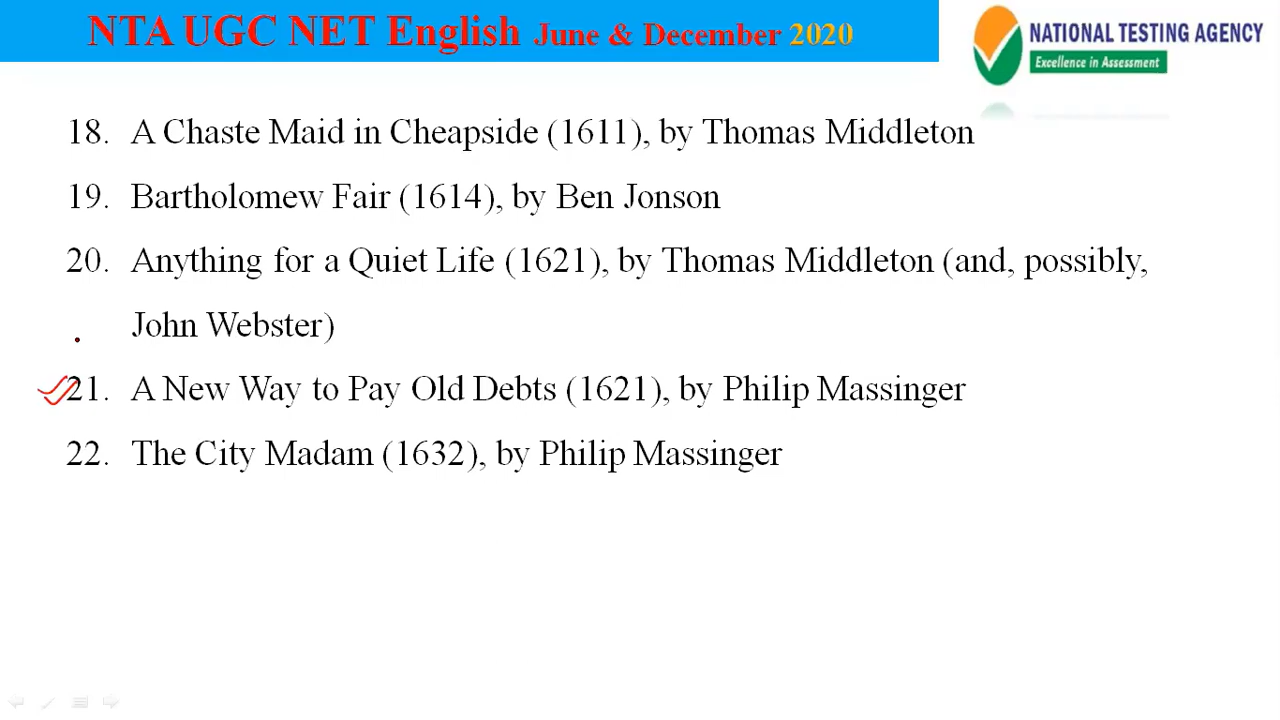 NTA UGC NET English June & December 2020
NATIONAL TESTING AGENCY
Excellence in Assessment
18. A Chaste Maid in Cheapside (1611), by Thomas Middleton
19. Bartholomew Fair (1614), by Ben Jonson
20. Anything for a Quiet Life (1621), by Thomas Middleton (and, possibly,
John Webster)
21. A New Way to Pay Old Debts (1621), by Philip Massinger
22. The City Madam (1632), by Philip Massinger